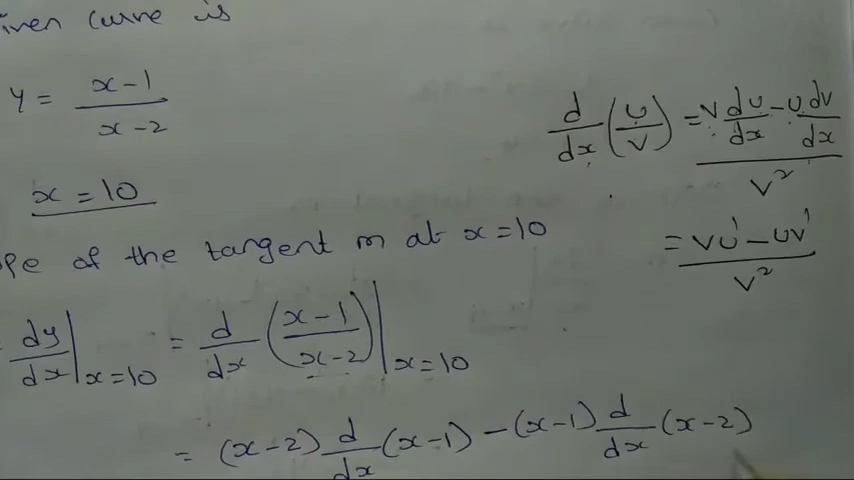 iven Curve is
y = (x-1)/(x-2)
d/dx (U/V) = (V dU/dx - U dV/dx)/V²
x = 10
= (VU' - UV')/V²
pe of the tangent m at x = 10
dy/dx |x=10 = d/dx ((x-1)/(x-2)) |x=10
= (x-2) d/dx (x-1) - (x-1) d/dx (x-2)